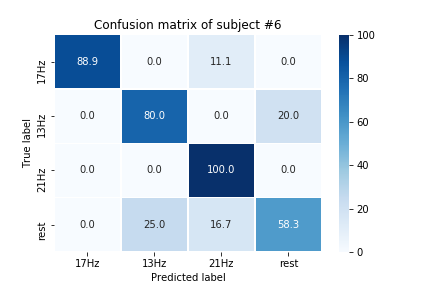 Confusion matrix of subject #6
True label
17Hz 88.9 0.0 11.1 0.0
13Hz 0.0 80.0 0.0 20.0
21Hz 0.0 0.0 100.0 0.0
rest 0.0 25.0 16.7 58.3
17Hz 13Hz 21Hz rest
Predicted label
100
80
60
40
20
0